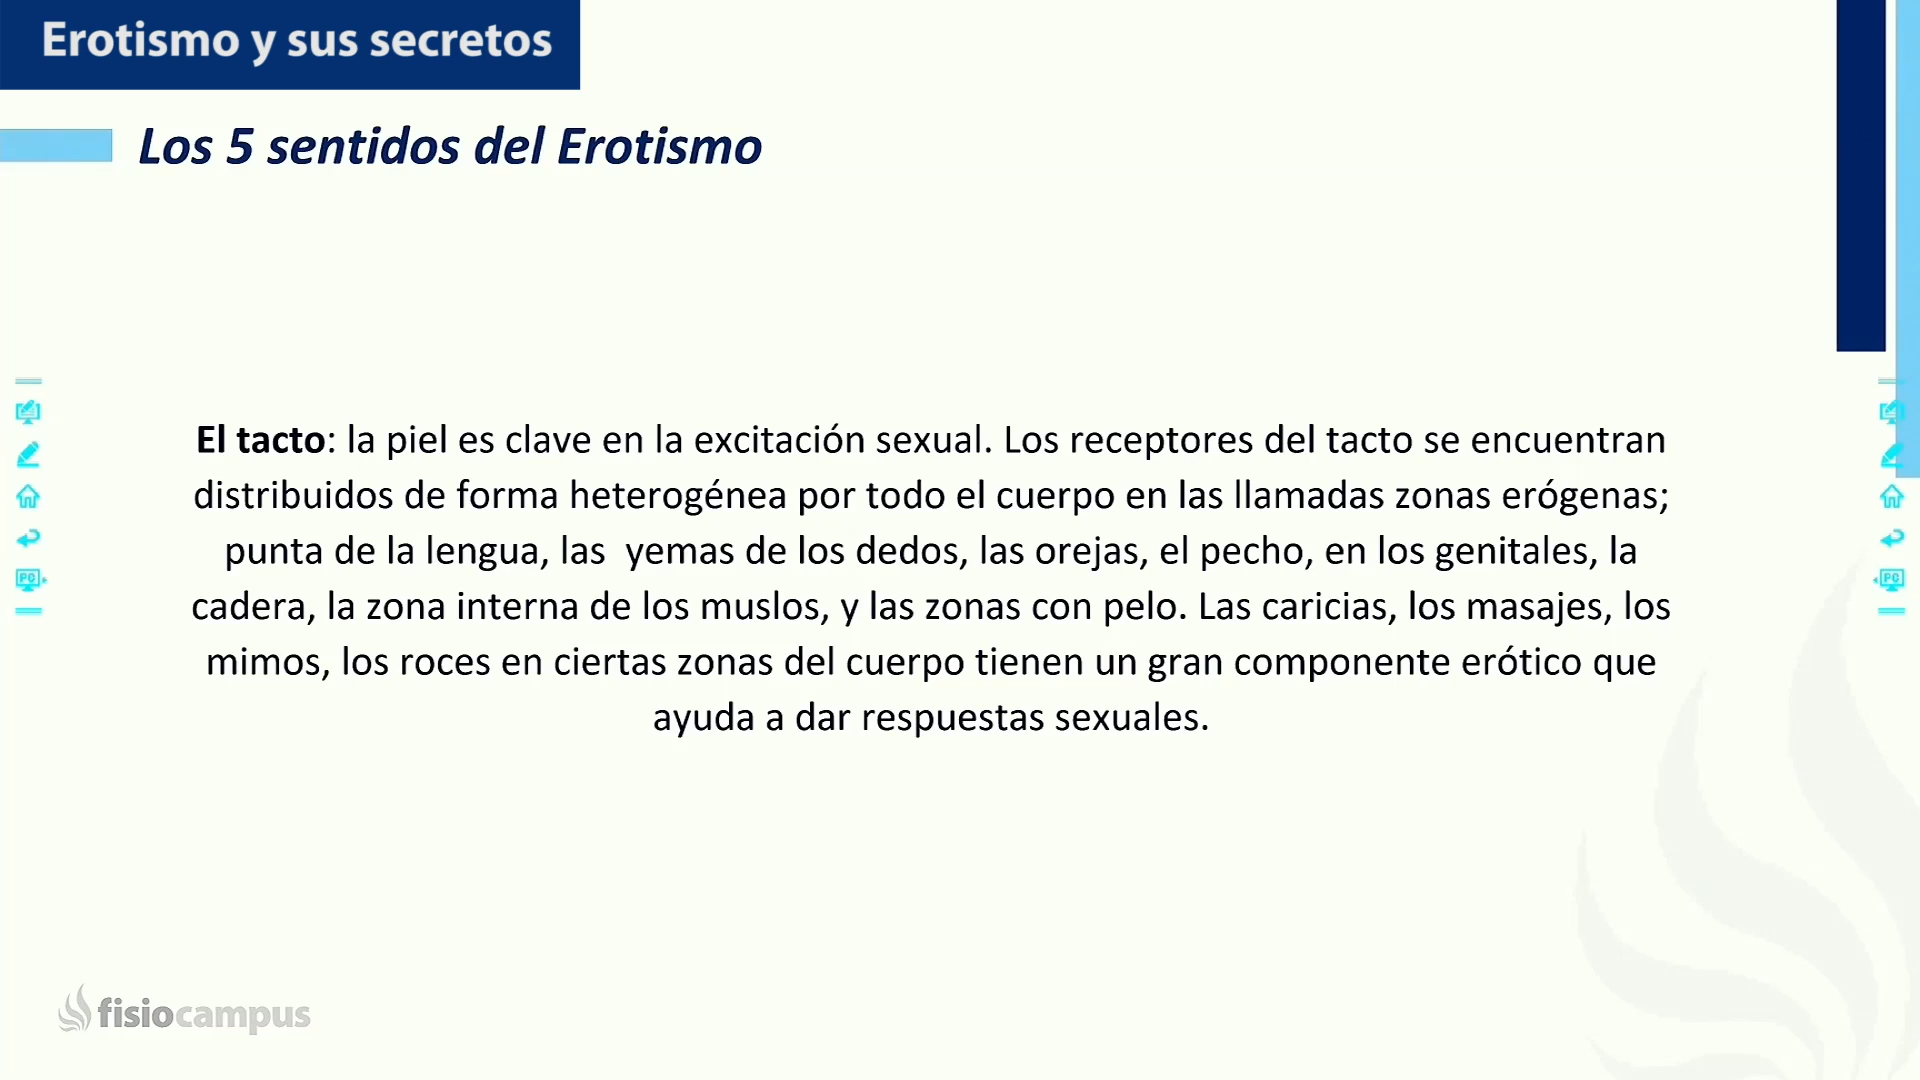 Erotismo y sus secretos
Los 5 sentidos del Erotismo
El tacto: la piel es clave en la excitación sexual. Los receptores del tacto se encuentran
distribuidos de forma heterogénea por todo el cuerpo en las llamadas zonas erógenas;
punta de la lengua, las  yemas de los dedos, las orejas, el pecho, en los genitales, la
cadera, la zona interna de los muslos, y las zonas con pelo. Las caricias, los masajes, los
mimos, los roces en ciertas zonas del cuerpo tienen un gran componente erótico que
ayuda a dar respuestas sexuales.
PC
PC
fisiocampus